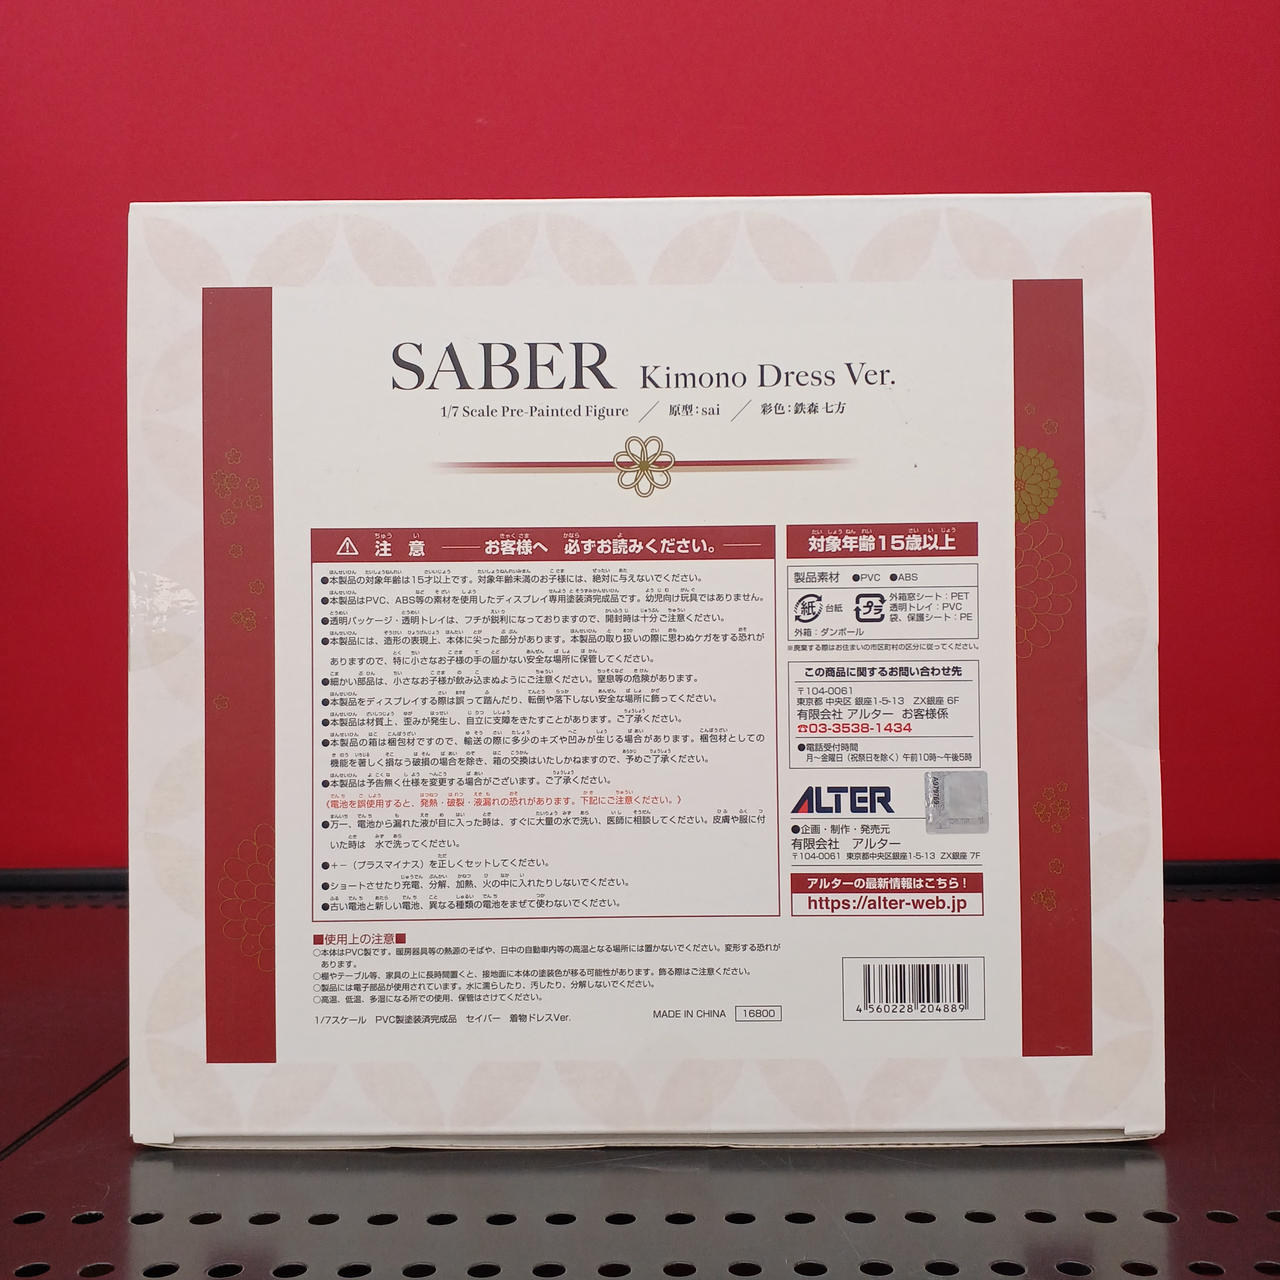 SABER Kimono Dress Ver.
1/7 Scale Pre-Painted Figure ／ 原型：sai ／ 彩色：鉄森 七方
注意 お客様へ 必ずお読みください。
●本製品の対象年齢は15才以上です。対象年齢未満のお子様には、絶対に与えないでください。
●本製品はPVC、ABS等の素材を使用したディスプレイ専用塗装済完成品です。幼児向け玩具ではありません。
●透明パッケージ・透明トレイは、フチが鋭利になっておりますので、開封時は十分ご注意ください。
●本製品には、造形の表現上、本体に尖った部分があります。本製品の取り扱いの際に思わぬケガをする恐れが
ありますので、特に小さなお子様の手の届かない安全な場所に保管してください。
●細かい部品は、小さなお子様が飲み込まぬようにご注意ください。窒息等の危険があります。
●本製品をディスプレイする際は誤って踏んだり、転倒や落下しない安全な場所に飾ってください。
●本製品は材質上、歪みが発生し、自立に支障をきたすことがあります。ご了承ください。
●本製品の箱は梱包材ですので、輸送の際に多少のキズや凹みが生じる場合があります。梱包材としての
機能を著しく損なう破損の場合を除き、箱の交換はいたしかねますので、予めご了承ください。
●本製品は予告無く仕様を変更する場合がございます。ご了承ください。
〈電池を誤使用すると、発熱・破裂・液漏れの恐れがあります。下記にご注意ください。〉
●万一、電池から漏れた液が目に入った時は、すぐに大量の水で洗い、医師に相談してください。皮膚や服に付
いた時は 水で洗ってください。
●＋－（プラスマイナス）を正しくセットしてください。
●ショートさせたり充電、分解、加熱、火の中に入れたりしないでください。
●古い電池と新しい電池、異なる種類の電池をまぜて使わないでください。
■使用上の注意■
○本体はPVC製です。暖房器具等の熱源のそばや、日中の自動車内等の高温となる場所には置かないでください。変形する恐れが
あります。
○棚やテーブル等、家具の上に長時間置くと、接地面に本体の塗装色が移る可能性があります。飾る際はご注意ください。
○製品には電子部品が使用されています。水に濡らしたり、汚したり、分解しないでください。
○高温、低温、多湿になる所での使用、保管はさけてください。
1/7スケール PVC製塗装済完成品 セイバー 着物ドレスVer.
MADE IN CHINA 16800
対象年齢15歳以上
製品素材 ●PVC ●ABS
紙 台紙
プラ 外箱窓シート：PET
透明トレイ：PVC
袋、保護シート：PE
外箱：ダンボール
※廃棄する際はお住まいの市区町村の区分に従ってください。
この商品に関するお問い合わせ先
〒104-0061
東京都 中央区 銀座1-5-13 ZX銀座 6F
有限会社 アルター お客様係
☎03-3538-1434
●電話受付時間
月～金曜日（祝祭日を除く）午前10時～午後5時
ALTER
●企画・制作・発売元
有限会社 アルター
〒104-0061 東京都中央区銀座1-5-13 ZX銀座 7F
アルターの最新情報はこちら！
https://alter-web.jp
4 560228 204889